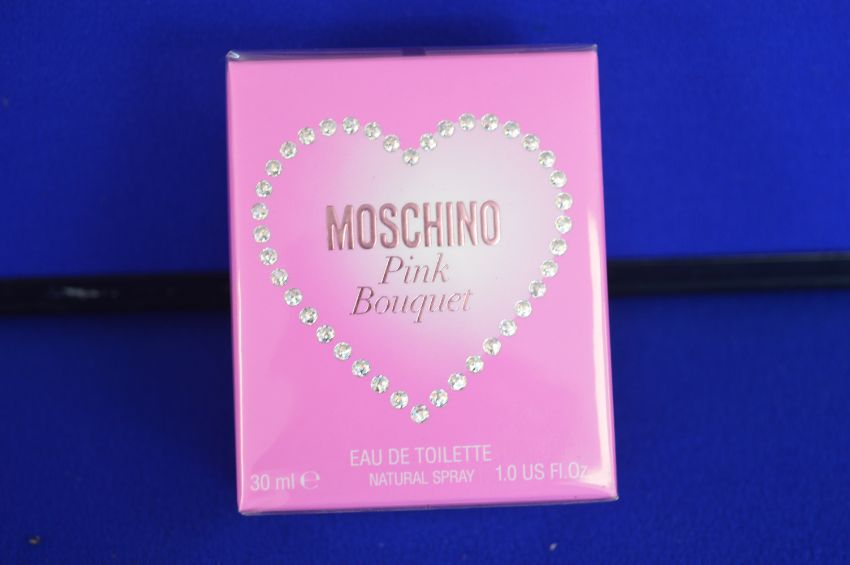 MOSCHINO
Pink
Bouquet
EAU DE TOILETTE
30 ml ℮ NATURAL SPRAY 1.0 US Fl.Oz.